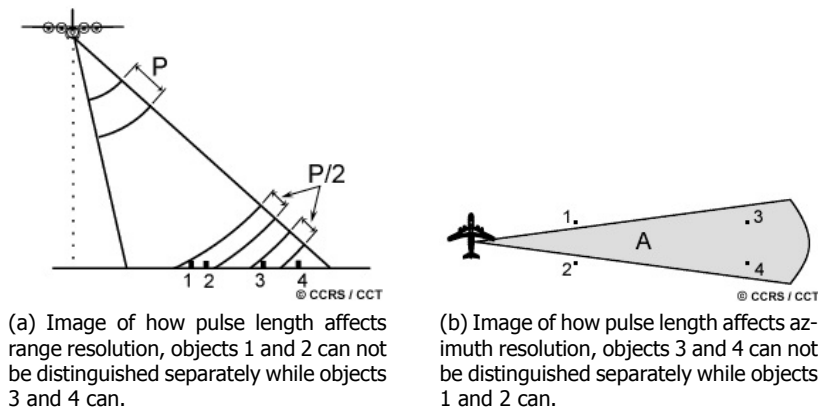 P
P/2
1 2 3 4
© CCRS / CCT
(a) Image of how pulse length affects
range resolution, objects 1 and 2 can not
be distinguished separately while objects
3 and 4 can.
1
2
A
3
4
© CCRS / CCT
(b) Image of how pulse length affects az-
imuth resolution, objects 3 and 4 can not
be distinguished separately while objects
1 and 2 can.